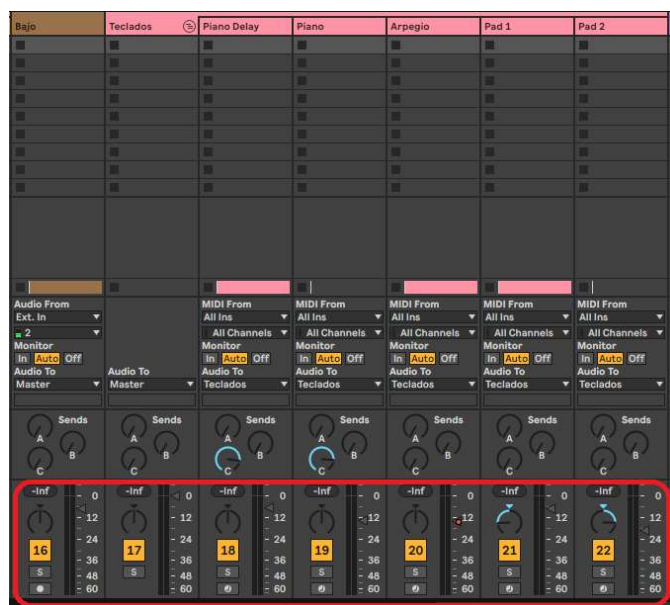 Bajo Teclados Piano Delay Piano Arpegio Pad 1 Pad 2
Audio From MIDI From MIDI From MIDI From MIDI From MIDI From
Ext. In All Ins All Ins All Ins All Ins All Ins
2 All Channels All Channels All Channels All Channels All Channels
Monitor Monitor Monitor Monitor Monitor Monitor
In Auto Off In Auto Off In Auto Off In Auto Off In Auto Off In Auto Off
Audio To Audio To Audio To Audio To Audio To Audio To Audio To
Master Master Teclados Teclados Teclados Teclados Teclados
Sends Sends Sends Sends Sends Sends Sends
A A A A A A A
B B B B B B B
C C C C C C C
-Inf 0 -Inf 0 -Inf 0 -Inf 0 -Inf 0 -Inf 0 -Inf 0
12 12 12 12 12 12 12
24 24 24 24 24 24 24
16 17 18 19 20 21 22
36 36 36 36 36 36 36
S S S S S S S
48 48 48 48 48 48 48
60 60 60 60 60 60 60